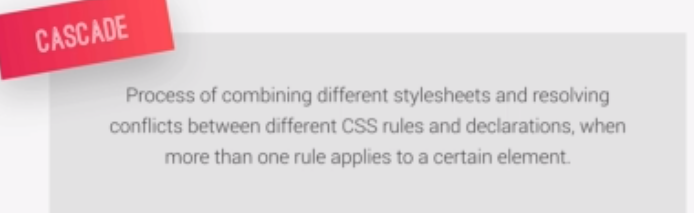 CASCADE
Process of combining different stylesheets and resolving
conflicts between different CSS rules and declarations, when
more than one rule applies to a certain element.